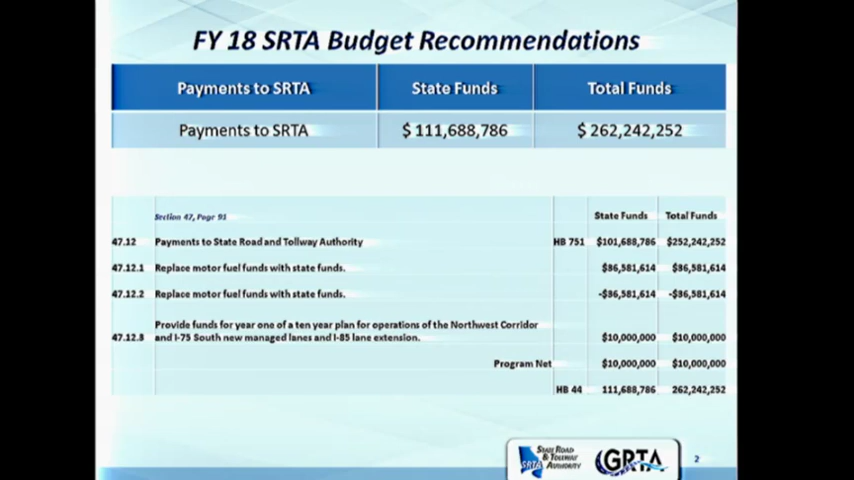 FY 18 SRTA Budget Recommendations
Payments to SRTA State Funds Total Funds
Payments to SRTA $ 111,688,786 $ 262,242,252
Section 47, Page 91 State Funds Total Funds
47.12 Payments to State Road and Tollway Authority HB 751 $101,688,786 $252,242,252
47.12.1 Replace motor fuel funds with state funds. $86,581,614 $86,581,614
47.12.2 Replace motor fuel funds with state funds. -$86,581,614 -$86,581,614
Provide funds for year one of a ten year plan for operations of the Northwest Corridor
47.12.3 and I-75 South new managed lanes and I-85 lane extension. $10,000,000 $10,000,000
Program Net $10,000,000 $10,000,000
HB 44 111,688,786 262,242,252
SRTA
STATE ROAD
& TOLLWAY
AUTHORITY
GRTA
2